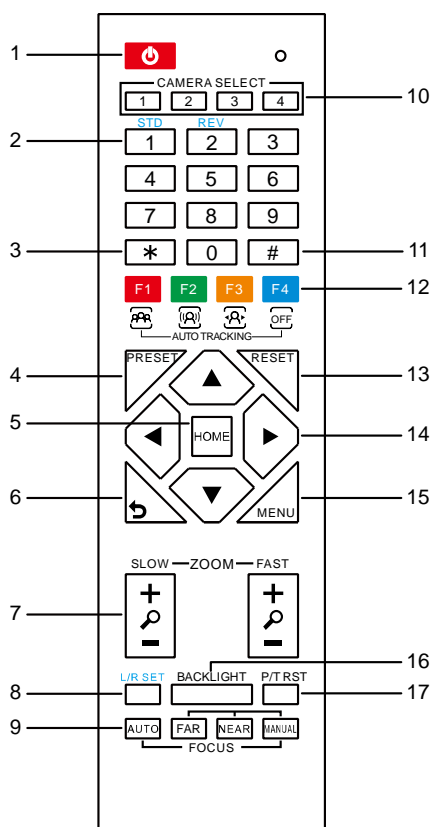 1
CAMERA SELECT
1 2 3 4
10
STD REV
2
1 2 3
4 5 6
7 8 9
3
* 0 #
11
F1 F2 F3 F4
12
OFF
AUTO TRACKING
4
PRESET RESET
13
5
HOME
14
6
MENU
15
SLOW ZOOM FAST
+ +
7
− −
16
L/R SET BACKLIGHT P/T RST
8
17
9
AUTO FAR NEAR MANUAL
FOCUS